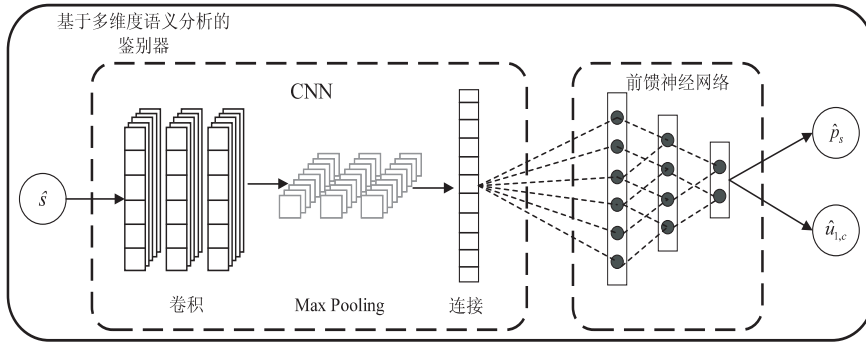 基于多维度语义分析的
鉴别器
CNN
前馈神经网络
ŝ
p̂s
û1,c
卷积
Max Pooling
连接